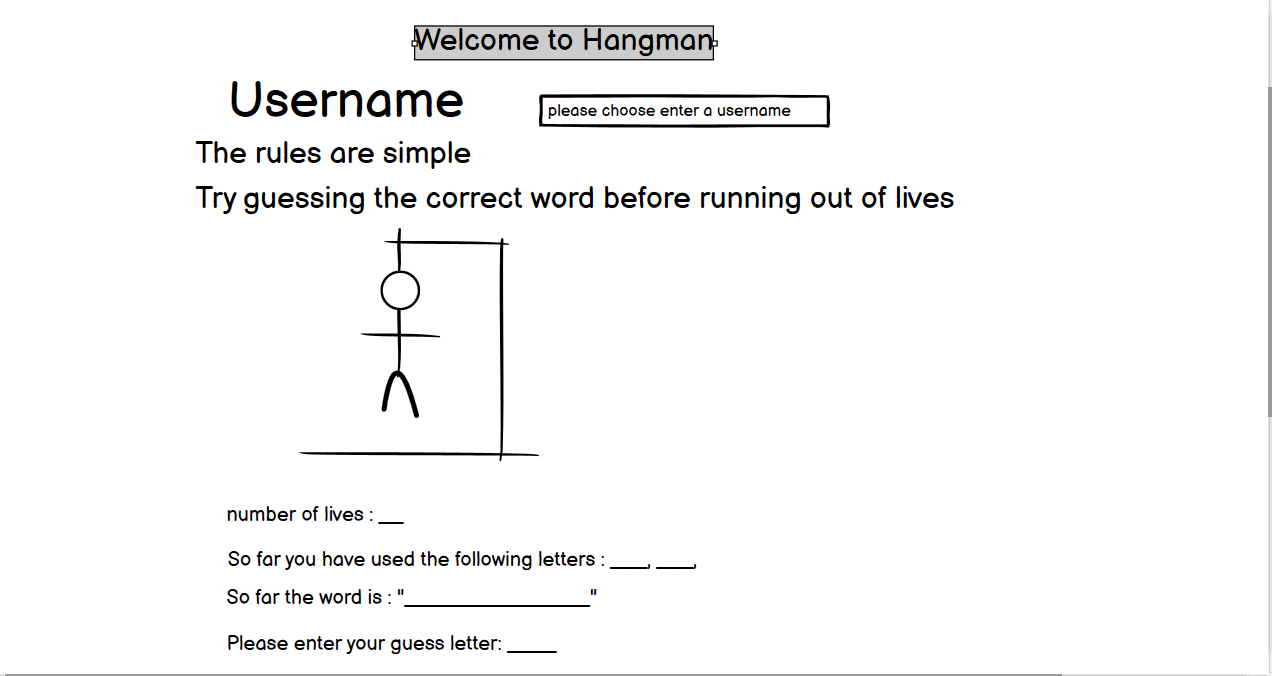 Welcome to Hangman
Username
please choose enter a username
The rules are simple
Try guessing the correct word before running out of lives
number of lives : __
So far you have used the following letters : ____, ____,
So far the word is : "___________________"
Please enter your guess letter: _____